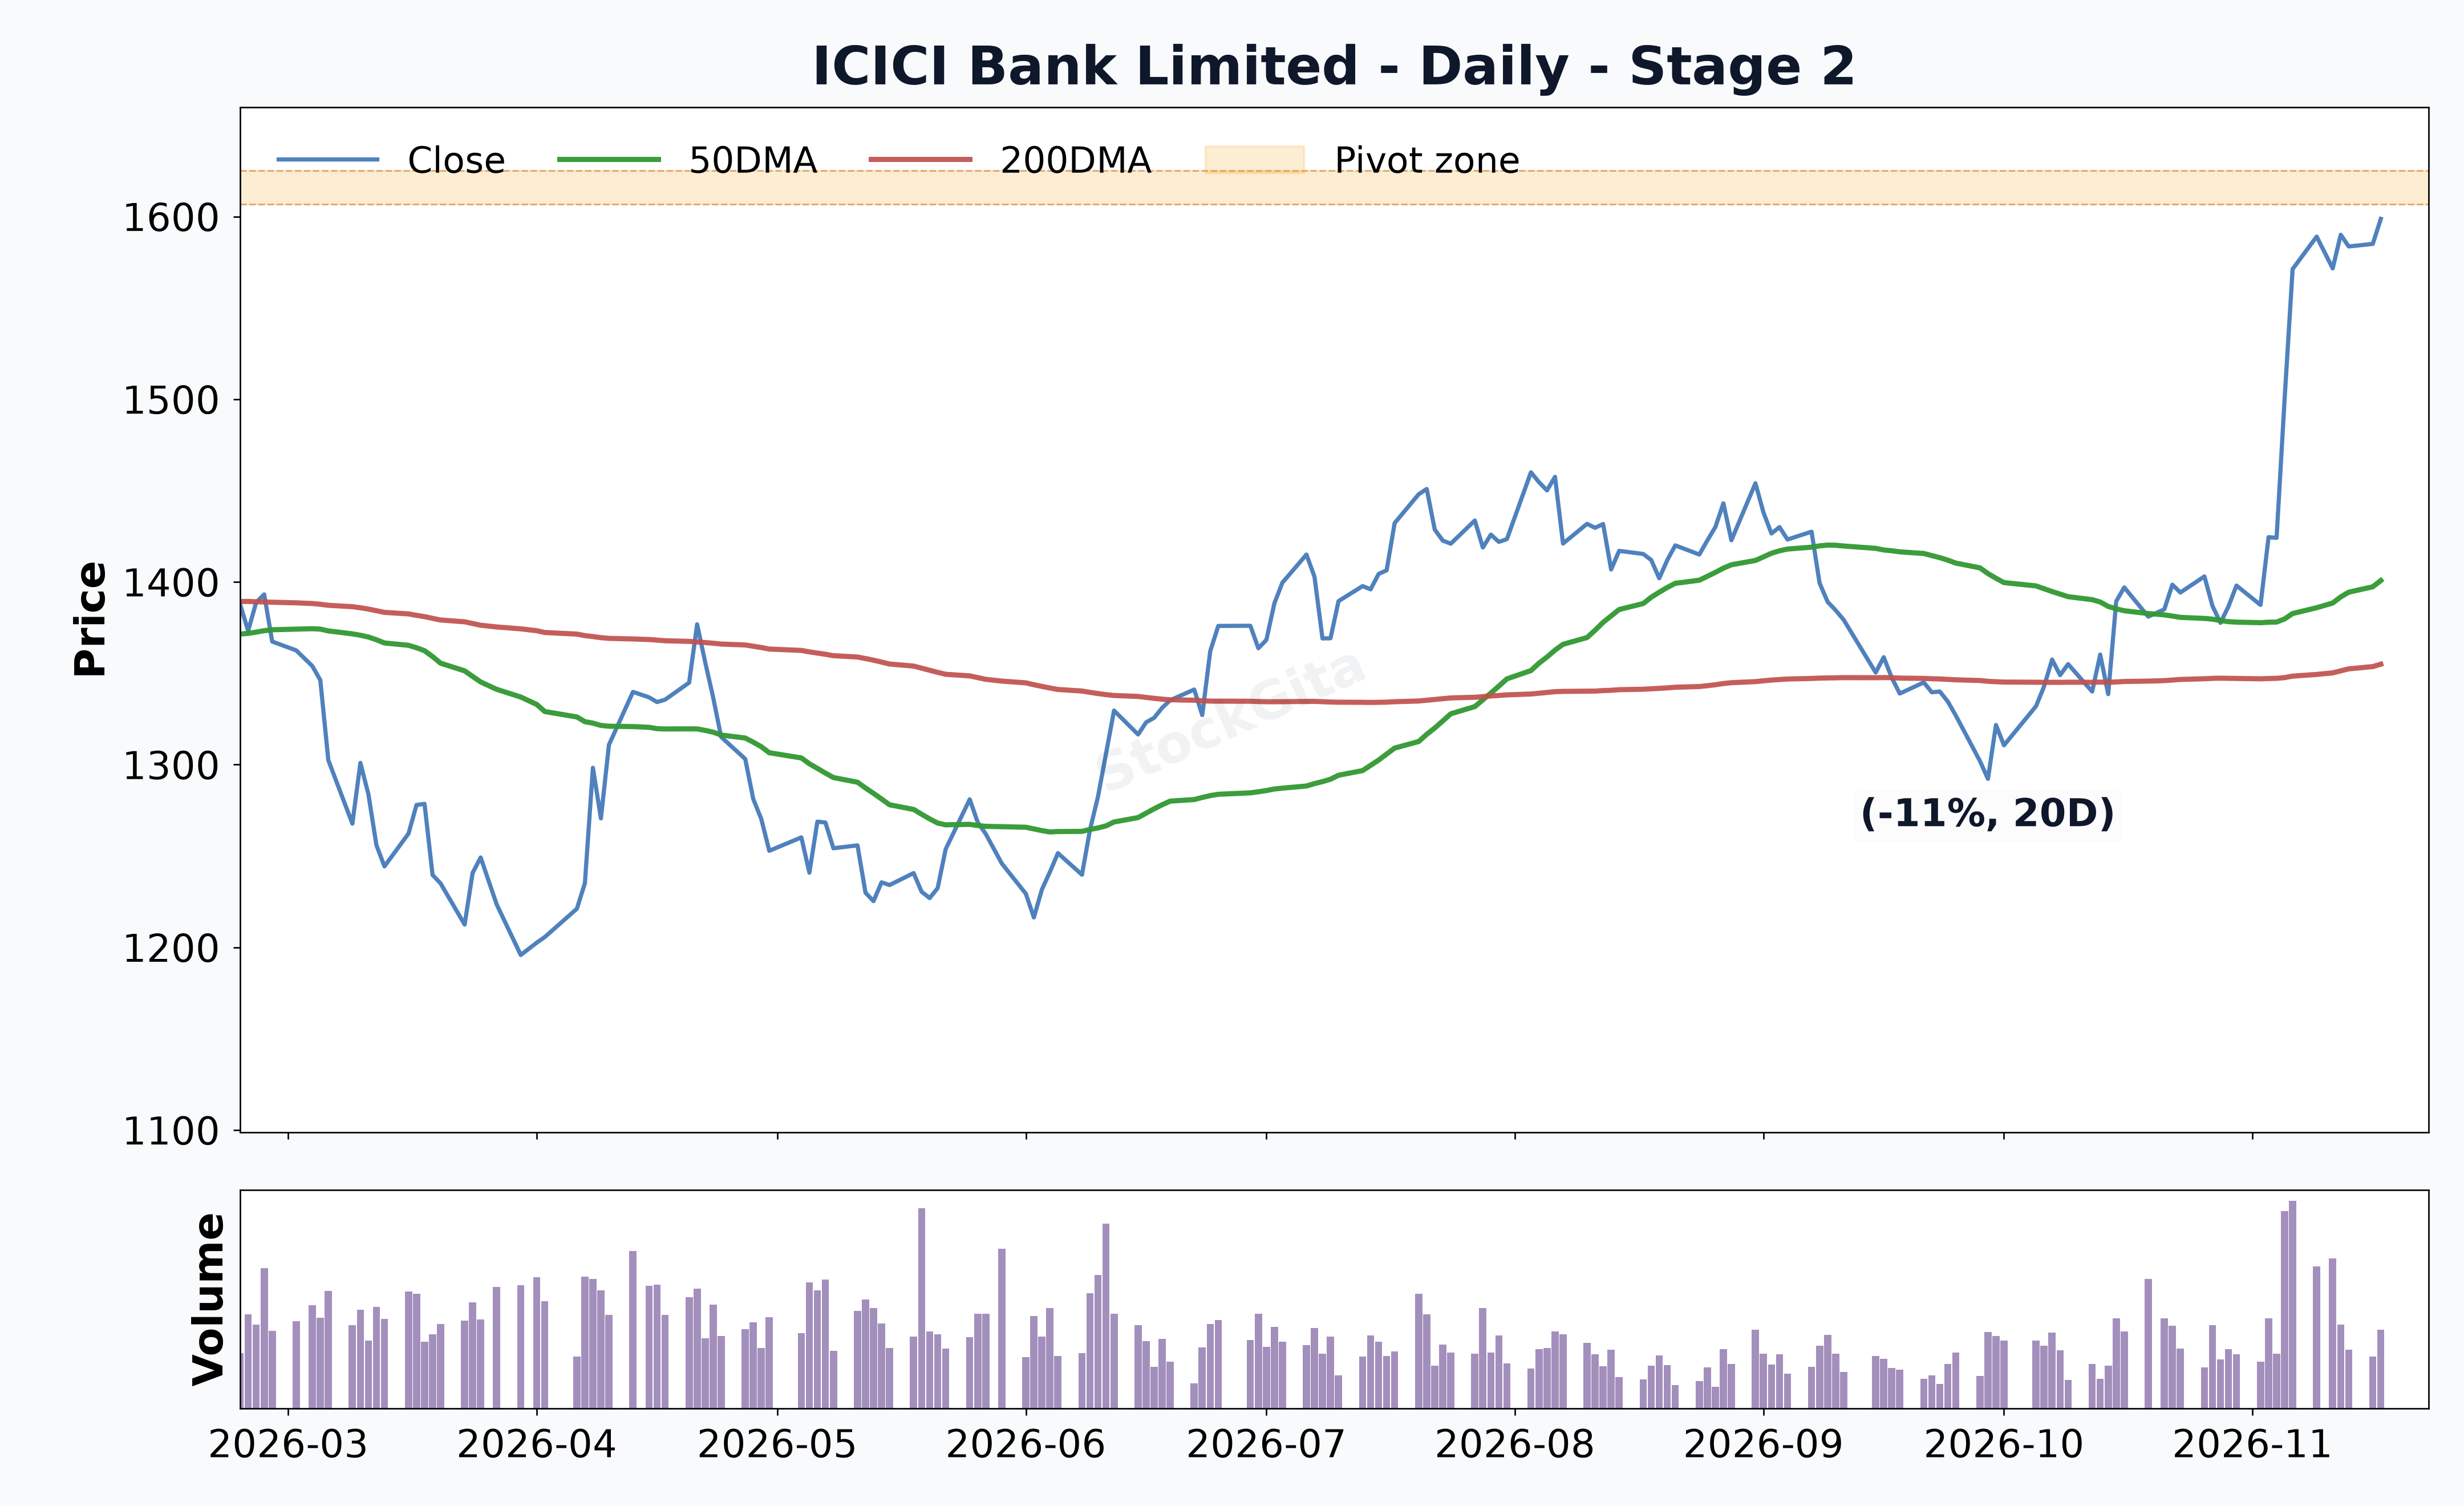 ICICI Bank Limited - Daily - Stage 2
Close 50DMA 200DMA Pivot zone
1600
1500
1400
1300
1200
1100
Price
StockGita
(-11%, 20D)
Volume
2026-03 2026-04 2026-05 2026-06 2026-07 2026-08 2026-09 2026-10 2026-11